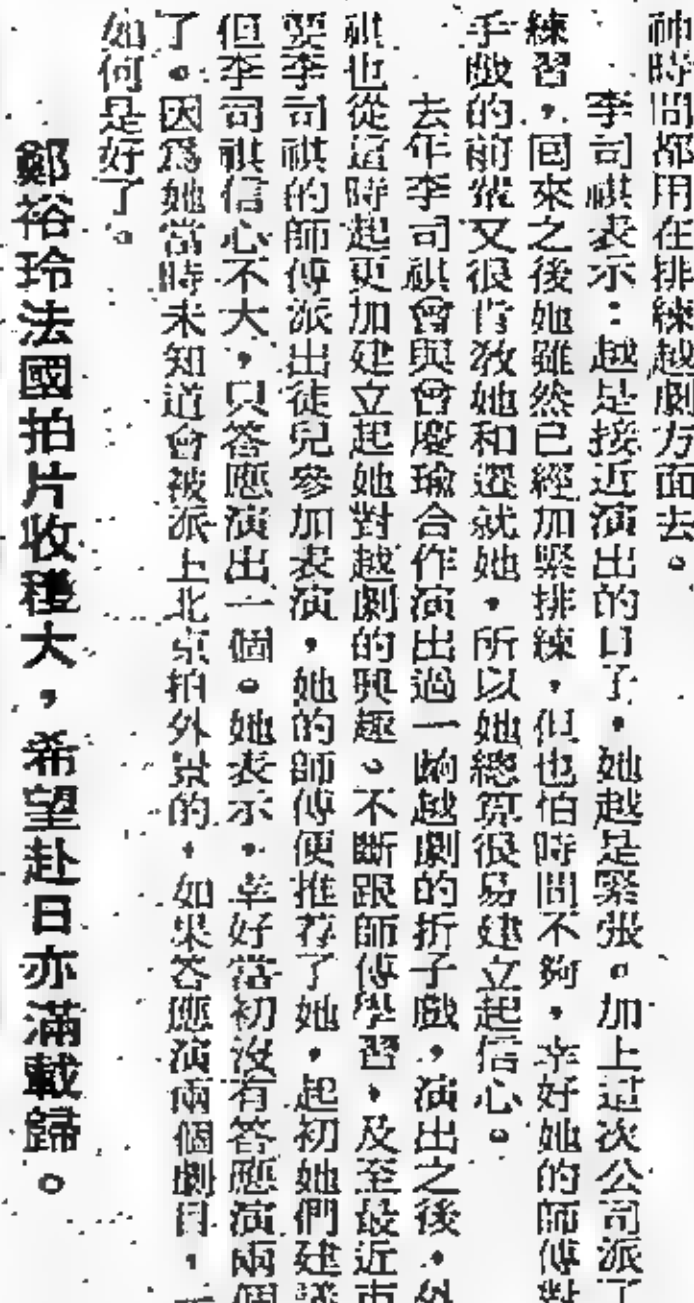 神時間都用在排練越劇方面去。
李司祺表示：越是接近演出的日子，她越是緊張。加上這次公司派了
練習，回來之後她雖然已經加緊排練，但也怕時間不夠，幸好她的師傅對
手戲的前輩又很肯教她和遷就她，所以她總算很易建立起信心。
去年李司祺曾與曾慶瑜合作演出過一齣越劇的折子戲，演出之後，外
祺也從這時起更加建立起她對越劇的興趣。不斷跟師傅學習，及至最近市
要李司祺的師傅派出徒兒參加表演，她的師傅便推荐了她，起初她們建議
但李司祺信心不大，只答應演出一個。她表示，幸好當初沒有答應演兩個
了。因為她當時未知道會被派上北京拍外景的，如果答應演兩個劇目，
如何是好了。
鄭裕玲法國拍片收穫大，希望赴日亦滿載歸。